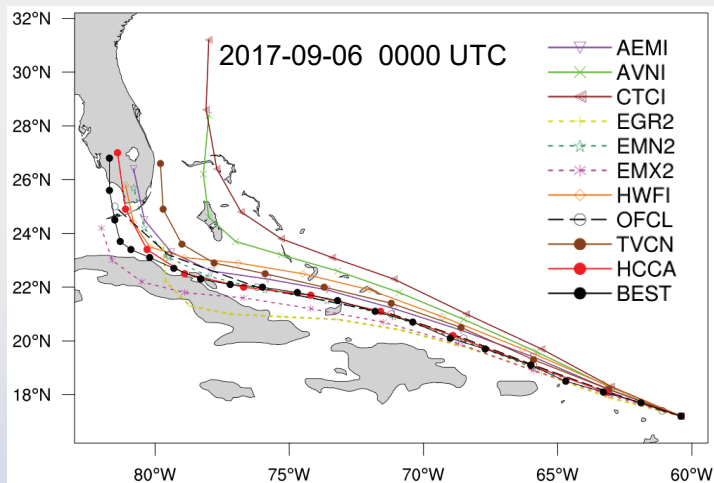 32°N
30°N
28°N
26°N
24°N
22°N
20°N
18°N
2017-09-06 0000 UTC
AEMI
AVNI
CTCI
EGR2
EMN2
EMX2
HWFI
OFCL
TVCN
HCCA
BEST
80°W 75°W 70°W 65°W 60°W